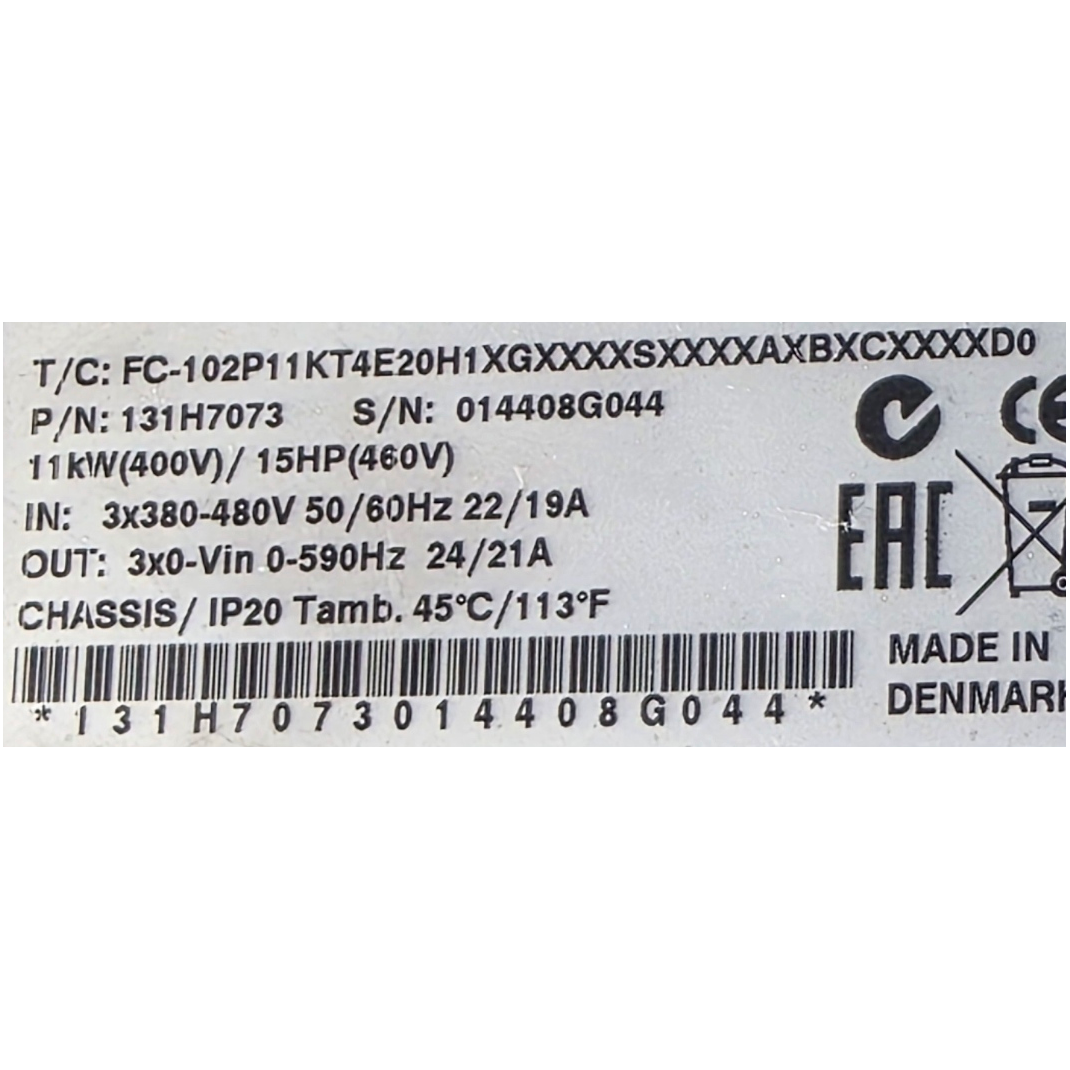 T/C: FC-102P11KT4E20H1XGXXXXSXXXXAXBXCXXXXD0
P/N: 131H7073 S/N: 014408G044
11kW(400V)/ 15HP(460V)
IN: 3x380-480V 50/60Hz 22/19A
OUT: 3x0-Vin 0-590Hz 24/21A
CHASSIS/ IP20 Tamb. 45°C/113°F
*131H7073014408G044*
CE
EAC
MADE IN
DENMARK